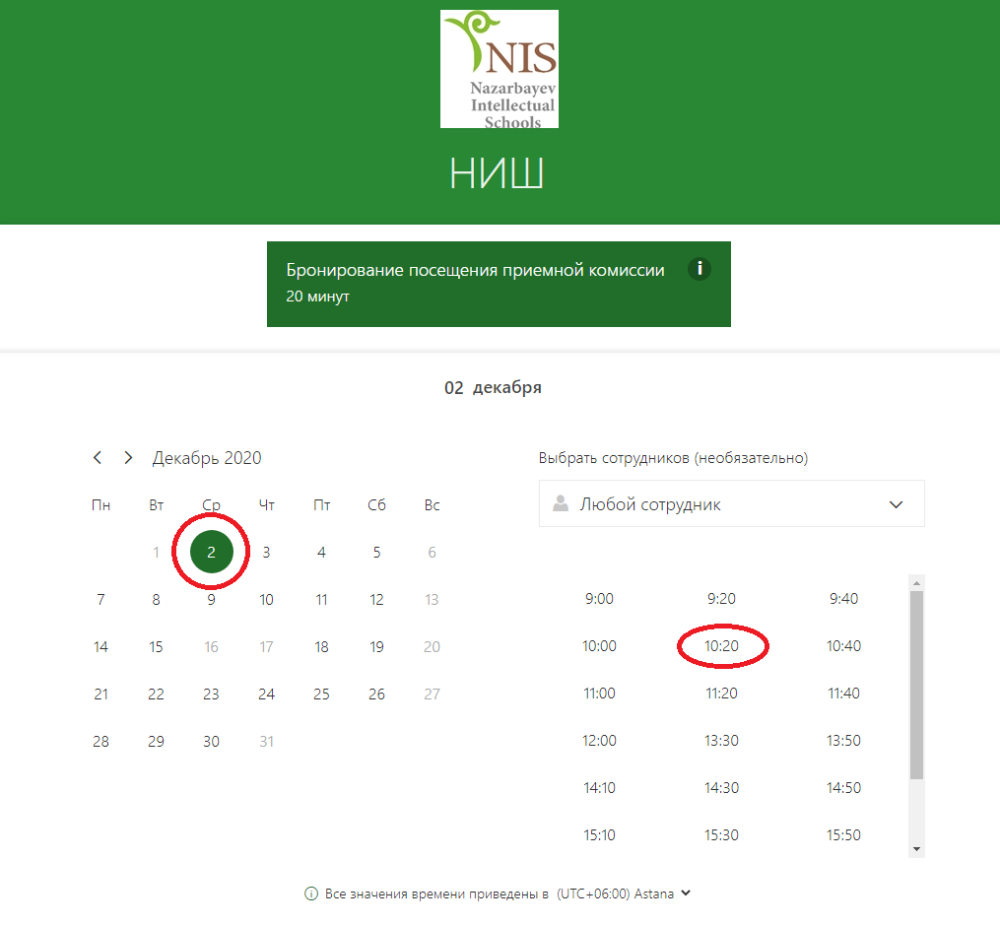 NIS
Nazarbayev
Intellectual
Schools
НИШ
Бронирование посещения приемной комиссии i
20 минут
02 декабря
Декабрь 2020
Пн Вт Ср Чт Пт Сб Вс
1 2 3 4 5 6
7 8 9 10 11 12 13
14 15 16 17 18 19 20
21 22 23 24 25 26 27
28 29 30 31
Выбрать сотрудников (необязательно)
Любой сотрудник
9:00 9:20 9:40
10:00 10:20 10:40
11:00 11:20 11:40
12:00 13:30 13:50
14:10 14:30 14:50
15:10 15:30 15:50
Все значения времени приведены в (UTC+06:00) Astana